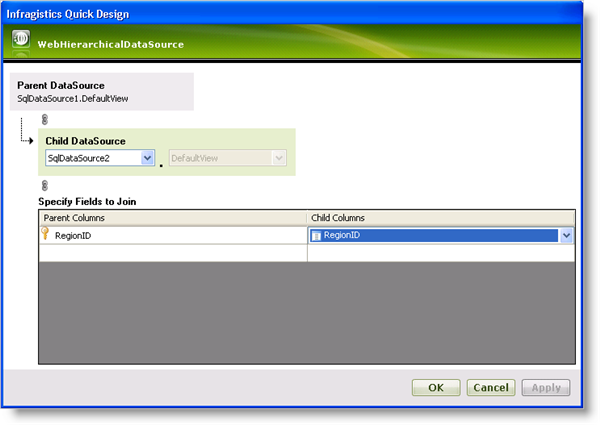 Infragistics Quick Design
WebHierarchicalDataSource
Parent DataSource
SqlDataSource1.DefaultView
Child DataSource
SqlDataSource2 . DefaultView
Specify Fields to Join
Parent Columns Child Columns
RegionID RegionID
OK Cancel Apply